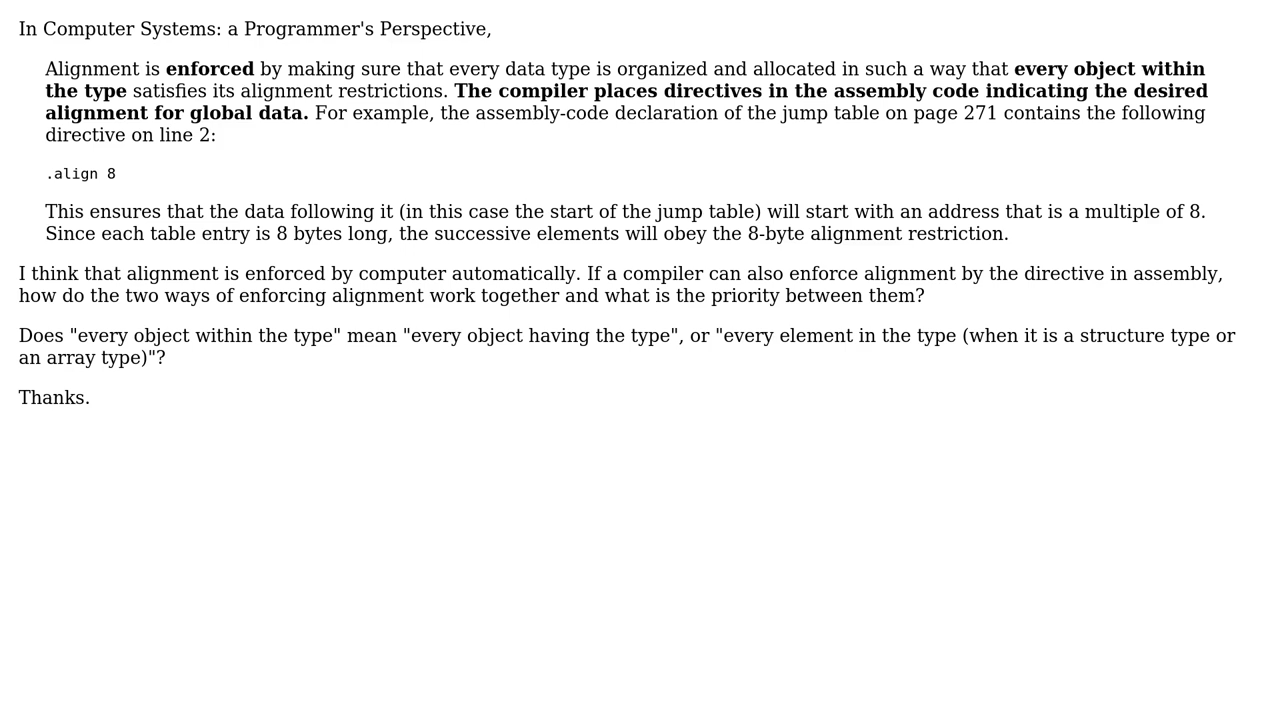 In Computer Systems: a Programmer's Perspective,
Alignment is enforced by making sure that every data type is organized and allocated in such a way that every object within
the type satisfies its alignment restrictions. The compiler places directives in the assembly code indicating the desired
alignment for global data. For example, the assembly-code declaration of the jump table on page 271 contains the following
directive on line 2:
.align 8
This ensures that the data following it (in this case the start of the jump table) will start with an address that is a multiple of 8.
Since each table entry is 8 bytes long, the successive elements will obey the 8-byte alignment restriction.
I think that alignment is enforced by computer automatically. If a compiler can also enforce alignment by the directive in assembly,
how do the two ways of enforcing alignment work together and what is the priority between them?
Does "every object within the type" mean "every object having the type", or "every element in the type (when it is a structure type or
an array type)"?
Thanks.